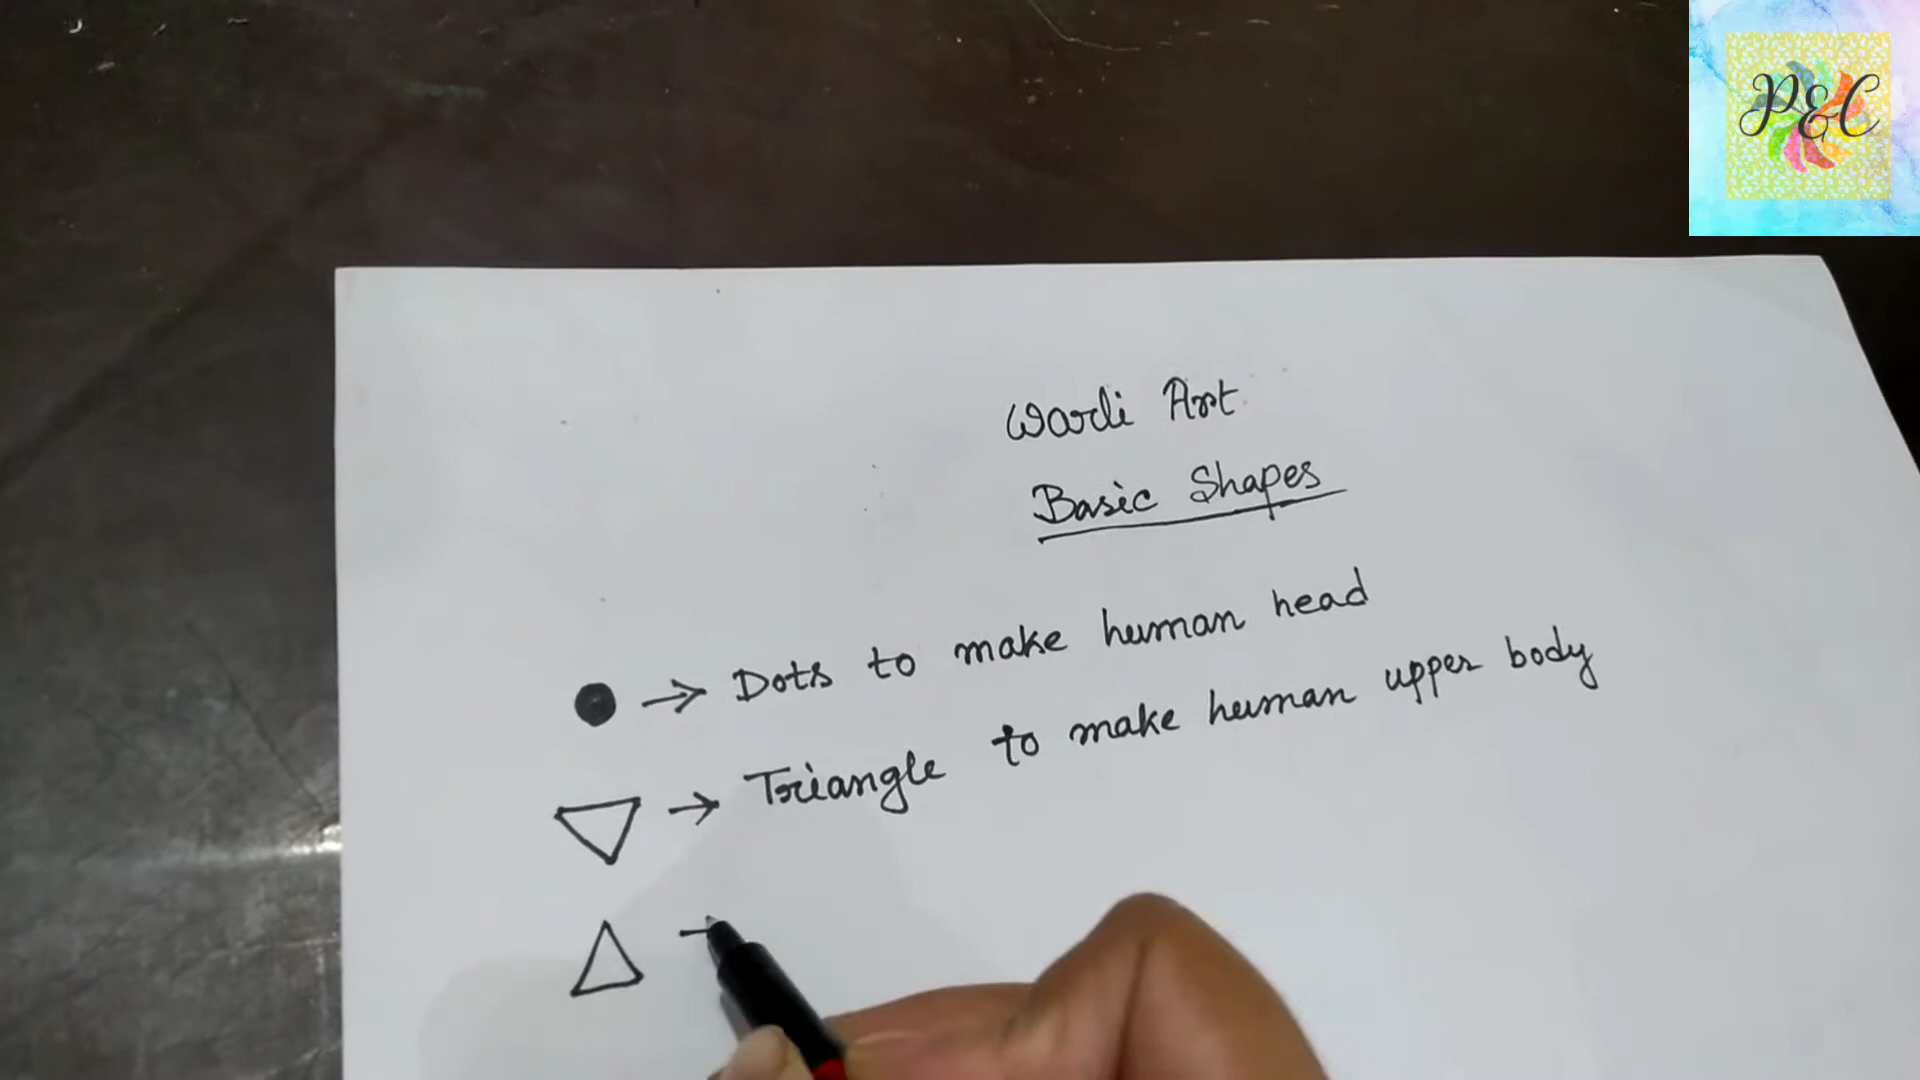 P&C
Warli Art
Basic Shapes
→ Dots to make human head
→ Triangle to make human upper body